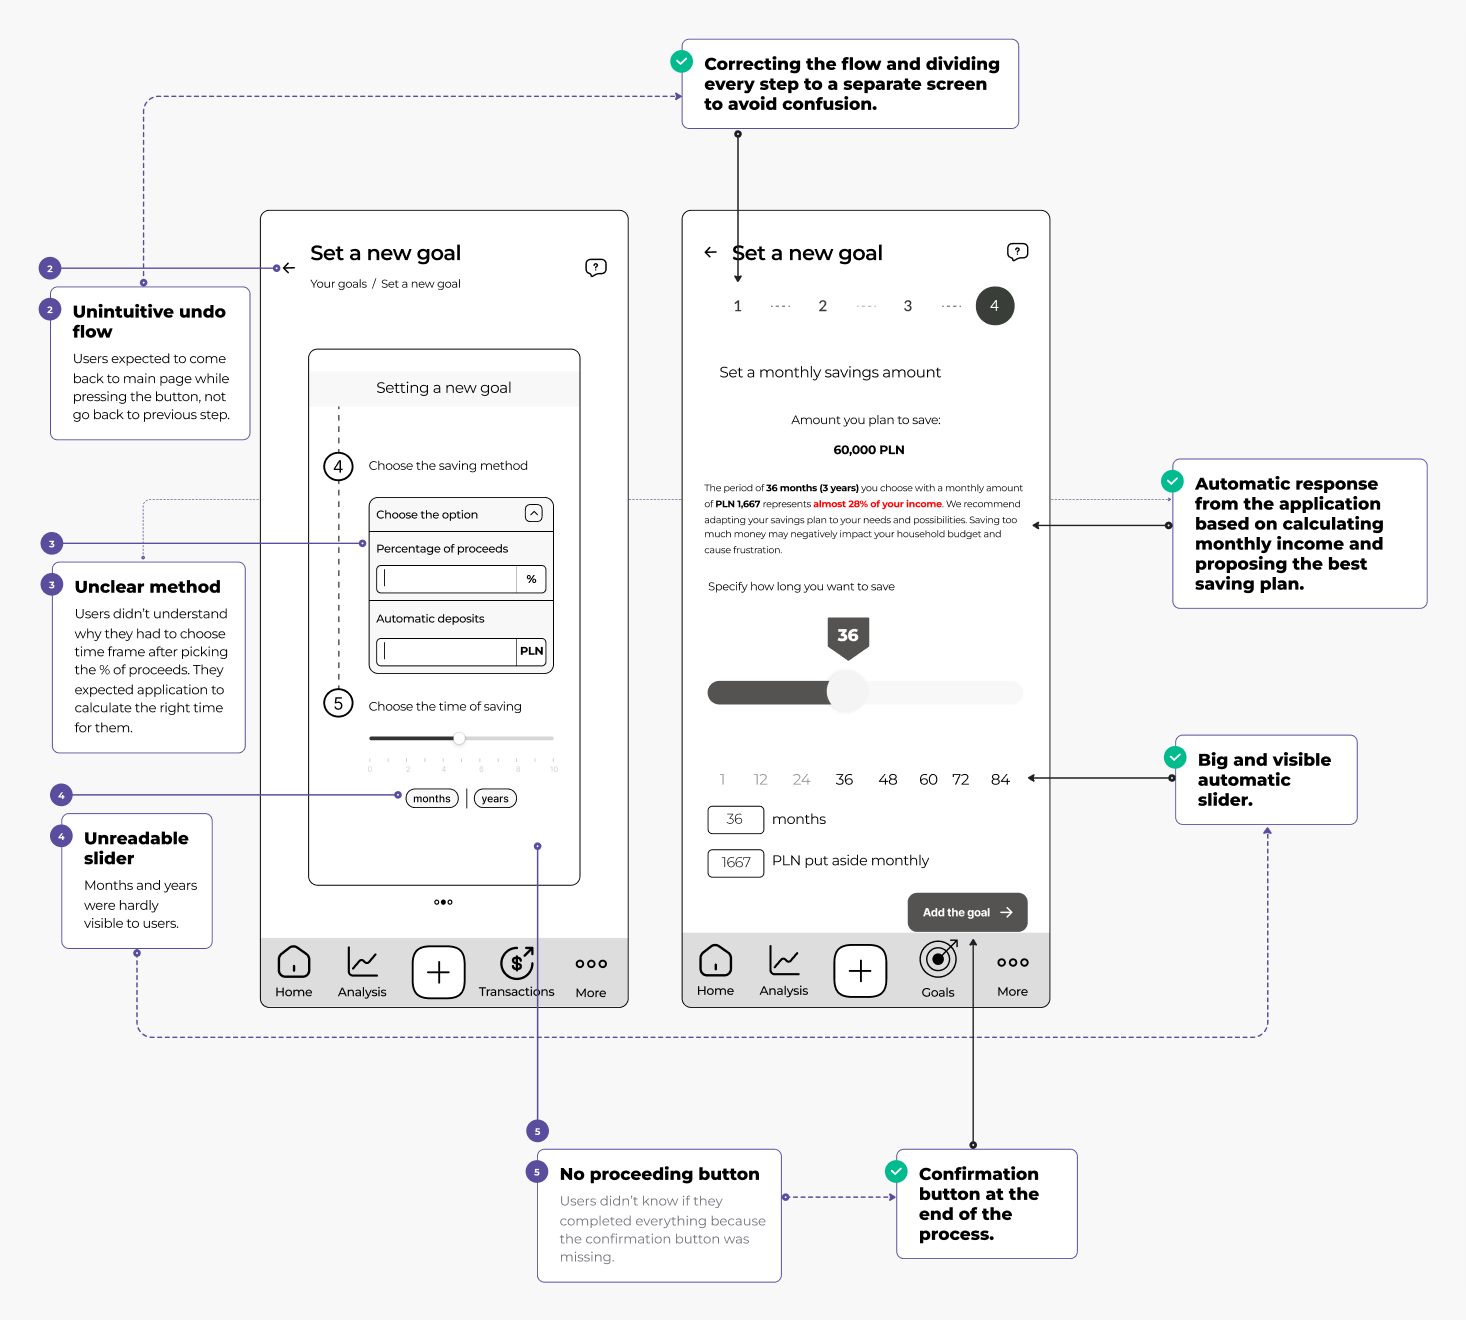 Correcting the flow and dividing
every step to a separate screen
to avoid confusion.
2
2
Unintuitive undo
flow
Users expected to come
back to main page while
pressing the button, not
go back to previous step.
3
3
Unclear method
Users didn't understand
why they had to choose
time frame after picking
the % of proceeds. They
expected application to
calculate the right time
for them.
4
4
Unreadable
slider
Months and years
were hardly
visible to users.
Set a new goal
?
Your goals / Set a new goal
Setting a new goal
4
Choose the saving method
Choose the option
Percentage of proceeds
%
Automatic deposits
PLN
5
Choose the time of saving
0 2 4 6 8 10
months | years
Home
Analysis
$
Transactions
More
Set a new goal
?
1 2 3 4
Set a monthly savings amount
Amount you plan to save:
60,000 PLN
The period of 36 months (3 years) you choose with a monthly amount
of PLN 1,667 represents almost 28% of your income. We recommend
adapting your savings plan to your needs and possibilities. Saving too
much money may negatively impact your household budget and
cause frustration.
Specify how long you want to save
36
1 12 24 36 48 60 72 84
36 months
1667 PLN put aside monthly
Add the goal
Home
Analysis
Goals
More
Automatic response
from the application
based on calculating
monthly income and
proposing the best
saving plan.
Big and visible
automatic
slider.
5
5
No proceeding button
Users didn't know if they
completed everything because
the confirmation button was
missing.
Confirmation
button at the
end of the
process.